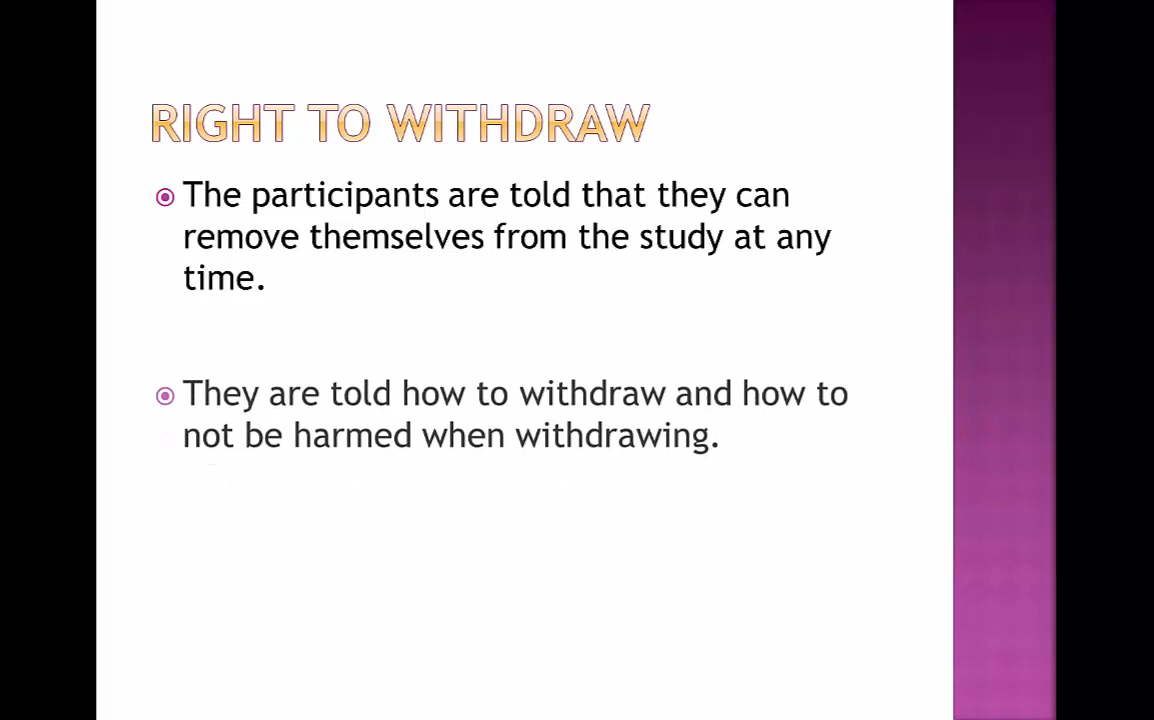 RIGHT TO WITHDRAW
The participants are told that they can
remove themselves from the study at any
time.
They are told how to withdraw and how to
not be harmed when withdrawing.